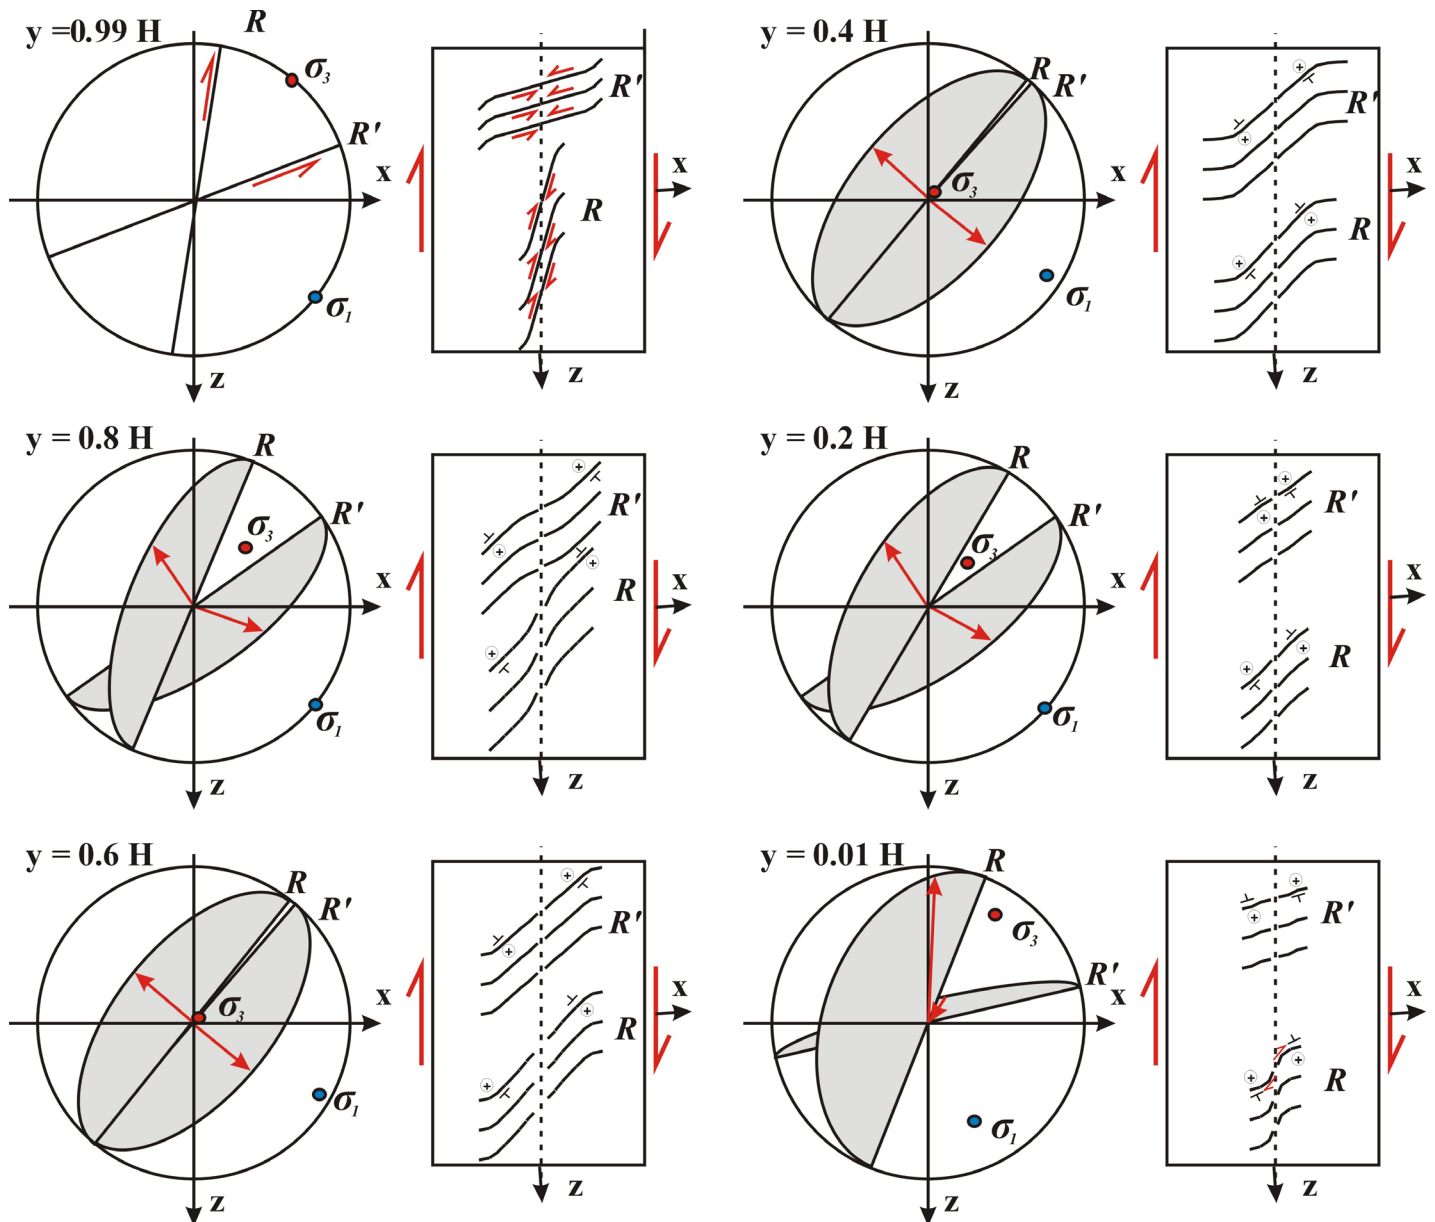 y =0.99 H
R
σ3
R'
x
z
R'
R
x
z
y = 0.4 H
R
R'
σ3
x
σ1
z
R'
x
R
z
σ1
y = 0.8 H
R
R'
σ3
x
σ1
z
R'
R
x
z
y = 0.2 H
R
R'
σ3
x
σ1
z
R'
x
R
z
y = 0.6 H
R
R'
σ3
x
σ1
z
R'
x
R
z
y = 0.01 H
R
σ3
R'
x
σ1
z
R'
x
R
z